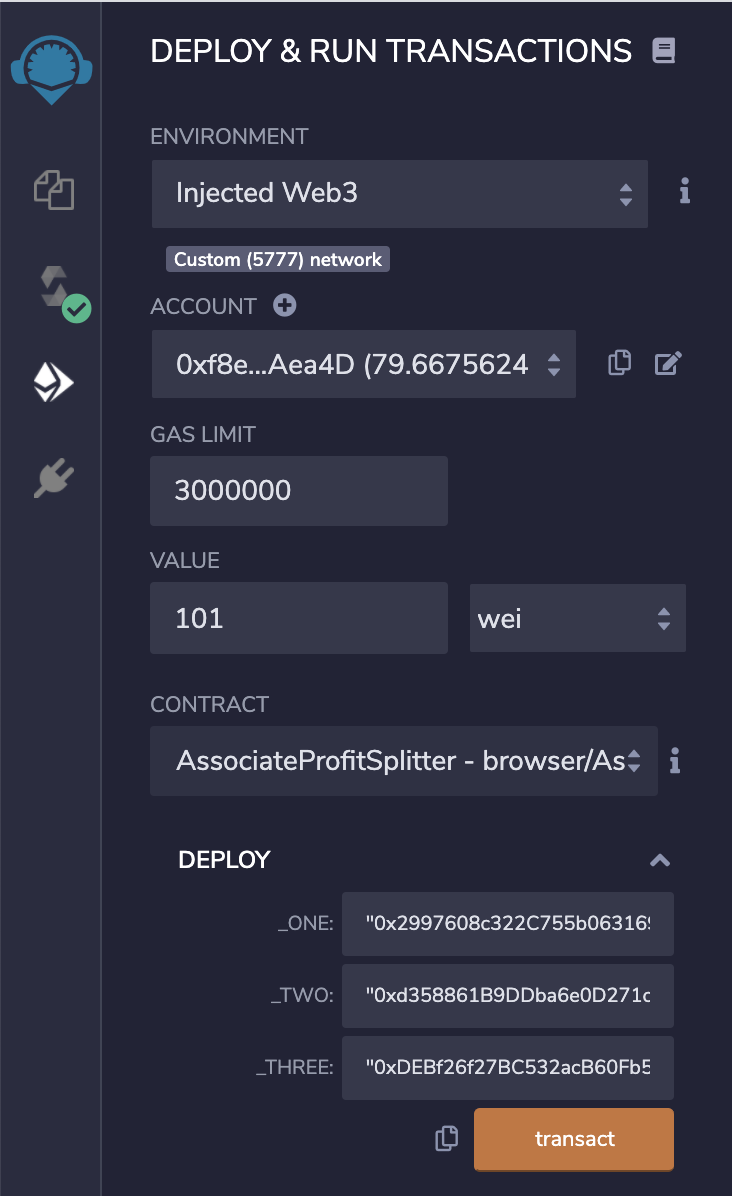 DEPLOY & RUN TRANSACTIONS
ENVIRONMENT
Injected Web3
Custom (5777) network
ACCOUNT
0xf8e...Aea4D (79.6675624
GAS LIMIT
3000000
VALUE
101 wei
CONTRACT
AssociateProfitSplitter - browser/As
DEPLOY
_ONE: "0x2997608c322C755b063169
_TWO: "0xd358861B9DDba6e0D271c
_THREE: "0xDEBf26f27BC532acB60Fb5
transact